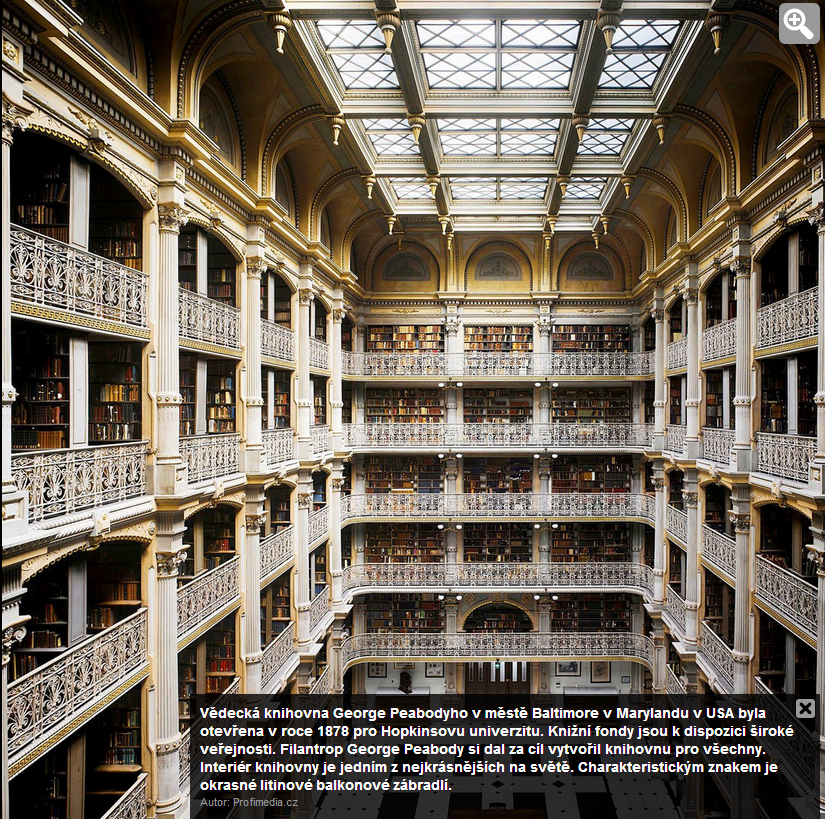 Vědecká knihovna George Peabodyho v městě Baltimore v Marylandu v USA byla
otevřena v roce 1878 pro Hopkinsovu univerzitu. Knižní fondy jsou k dispozici široké
veřejnosti. Filantrop George Peabody si dal za cíl vytvořil knihovnu pro všechny.
Interiér knihovny je jedním z nejkrásnějších na světě. Charakteristickým znakem je
okrasné litinové balkonové zábradlí.
Autor: Profimedia.cz